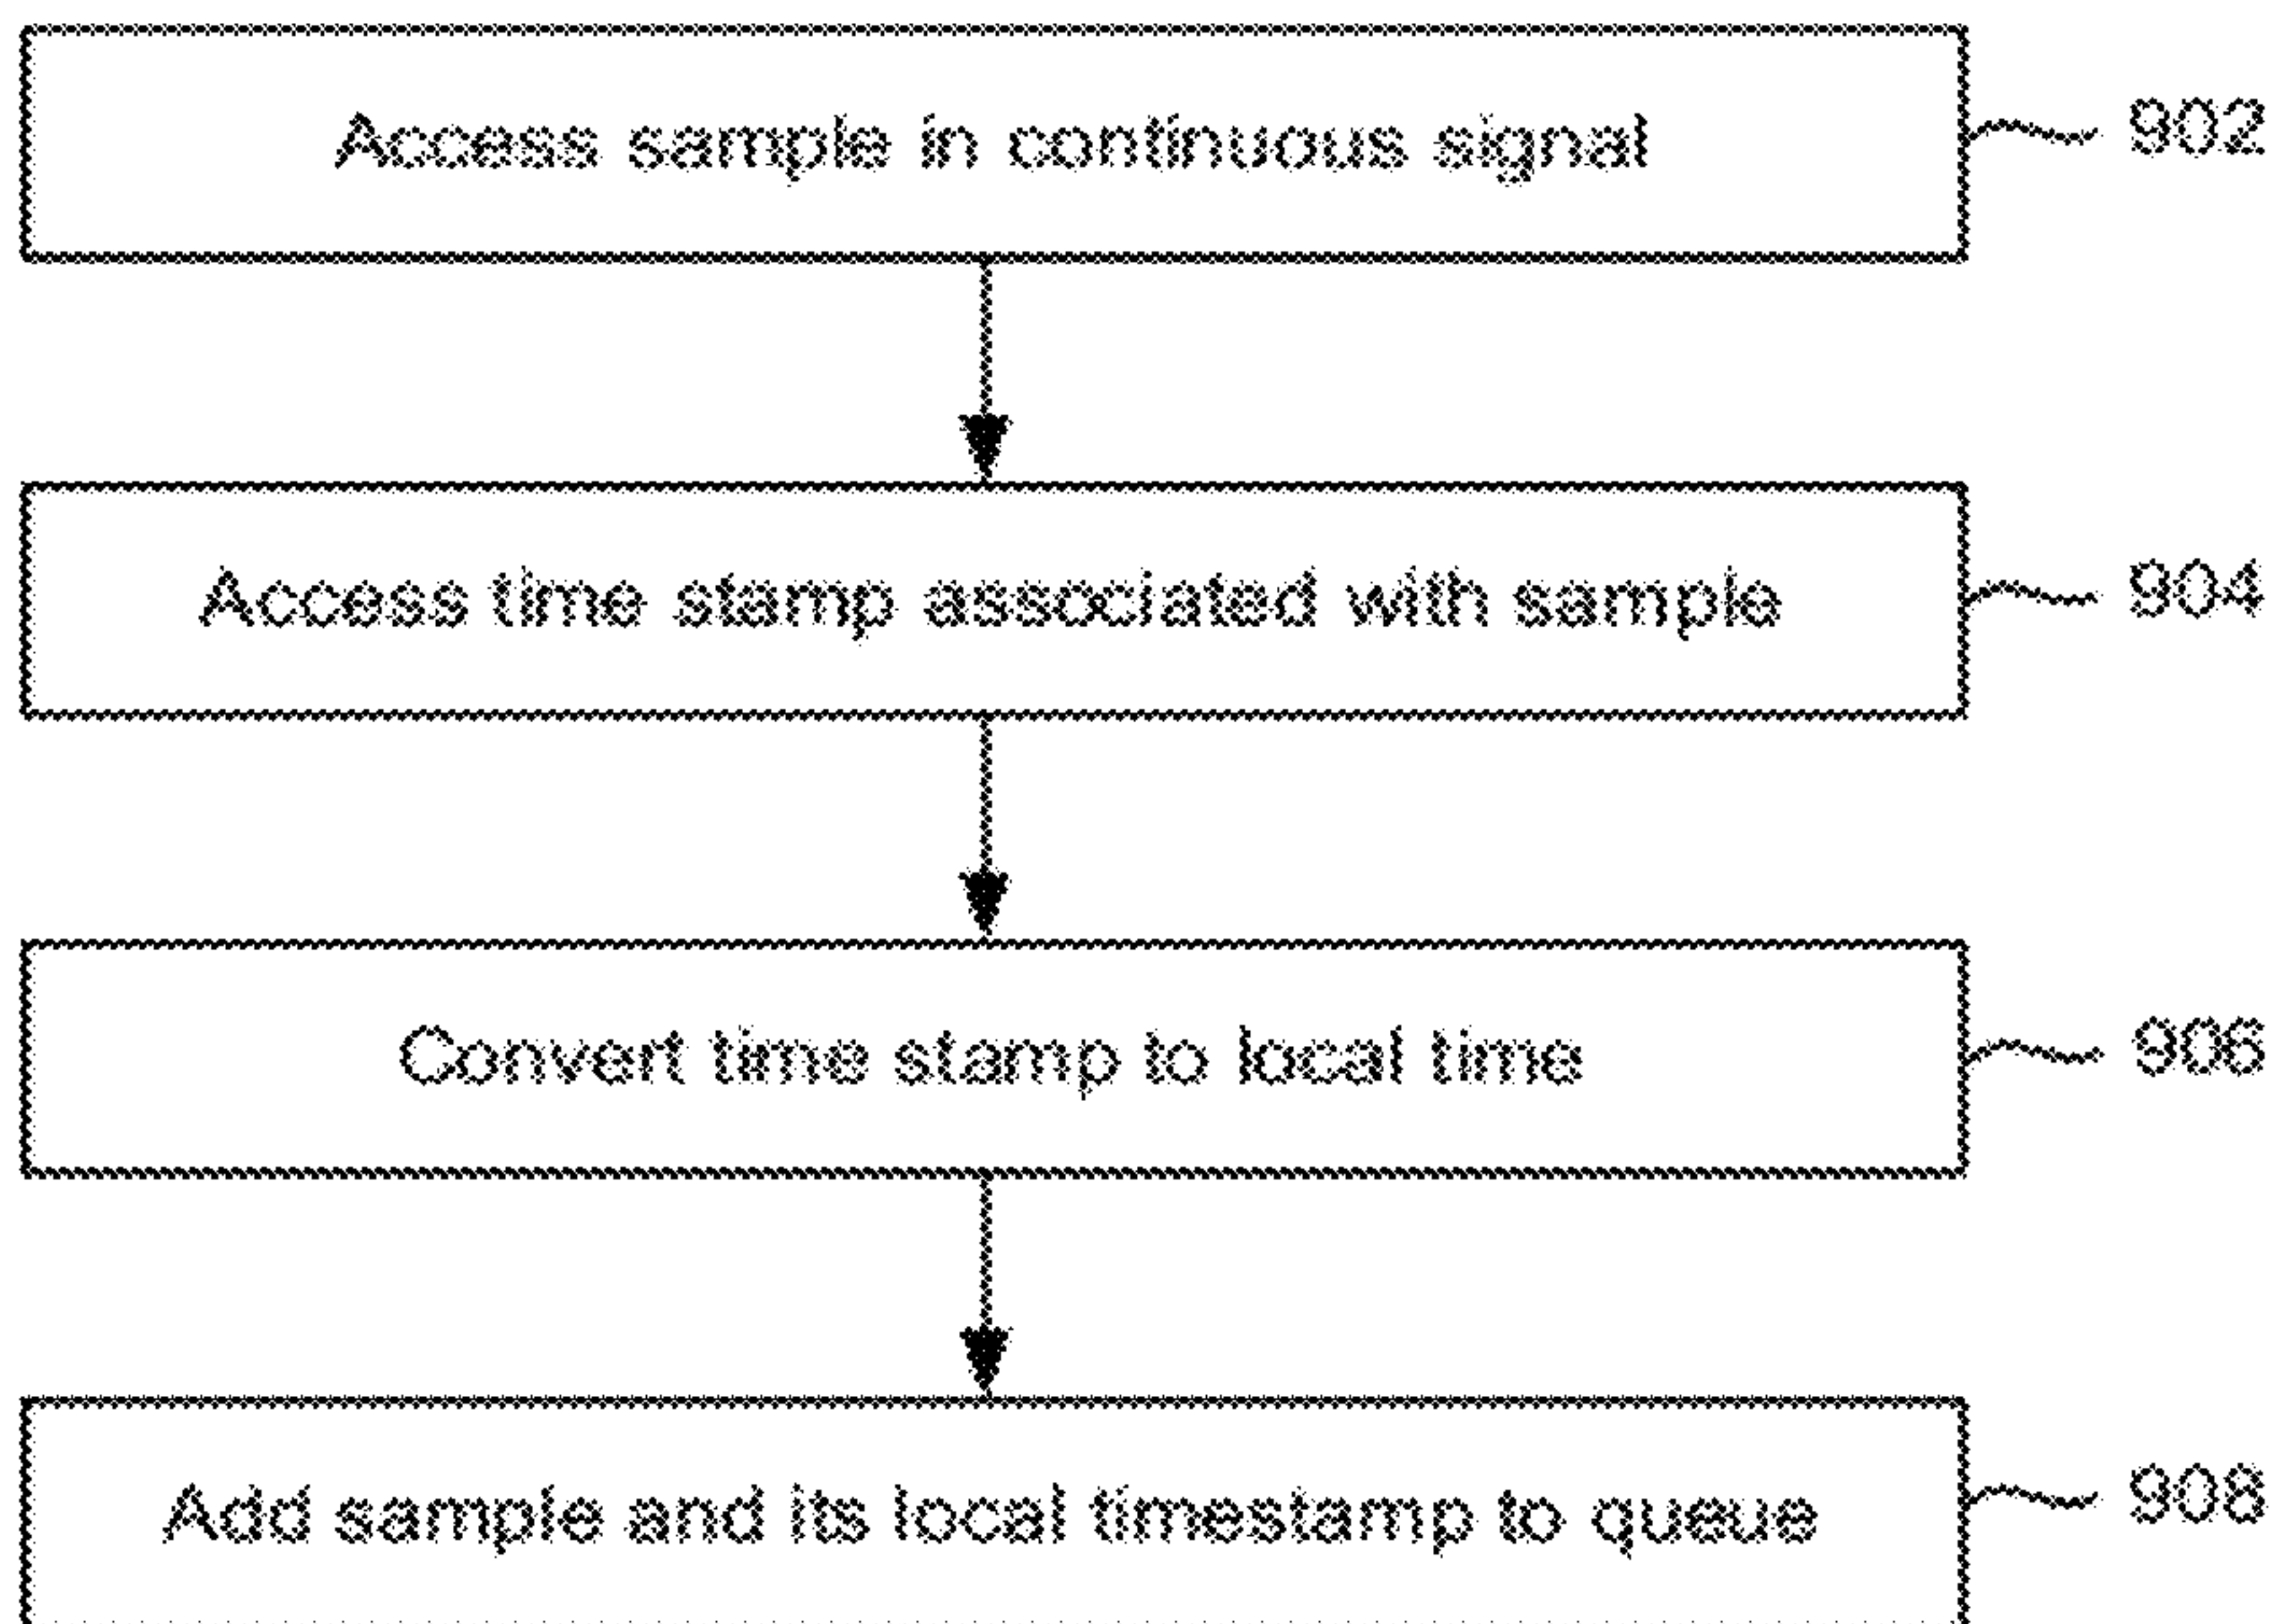 Access sample in continuous signal
902
Access time stamp associated with sample
904
Convert time stamp to local time
906
Add sample and its local timestamp to queue
908